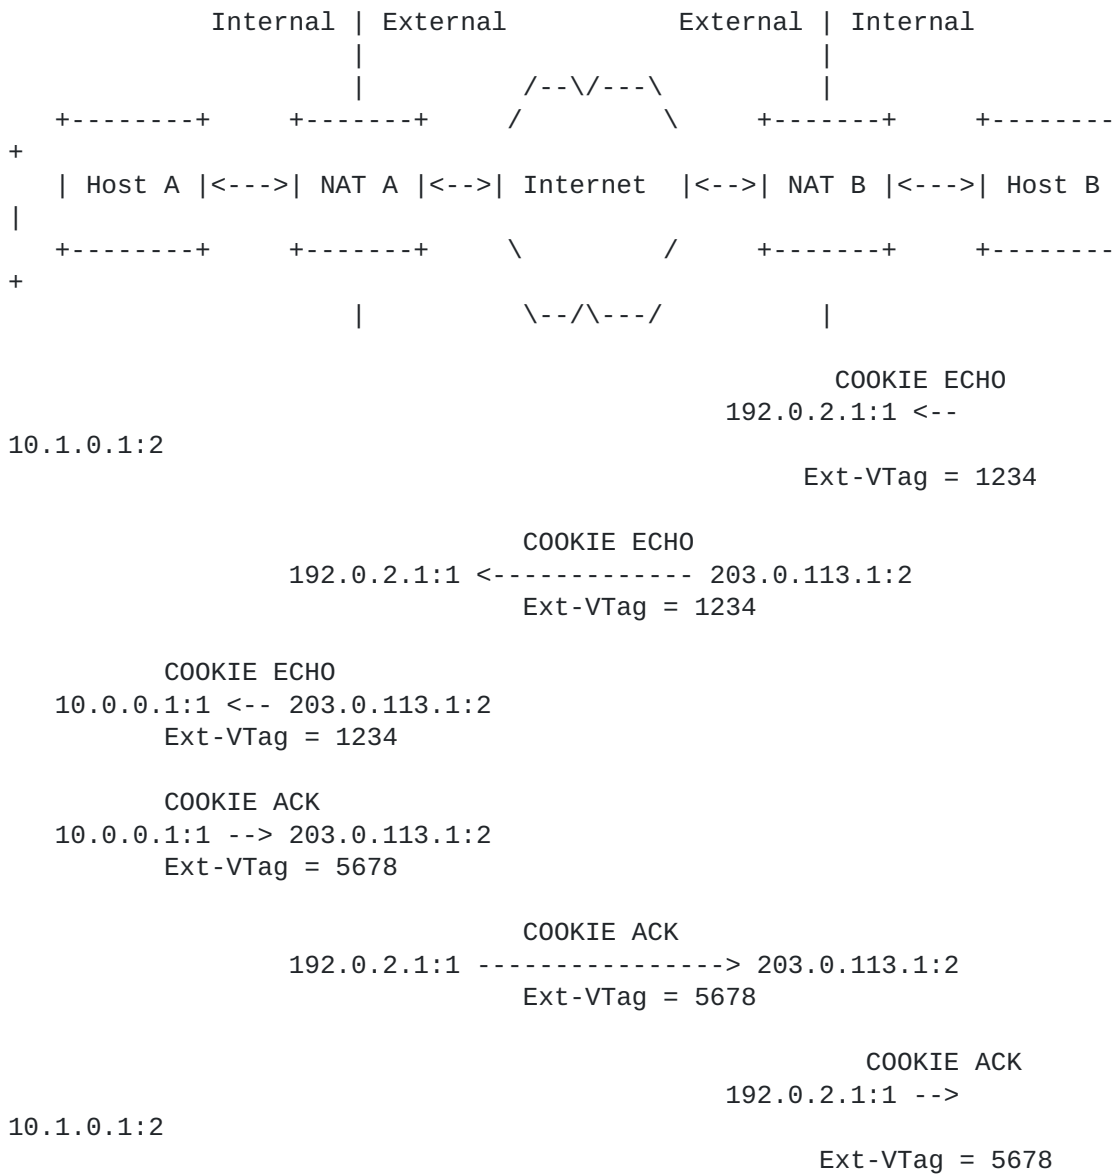 Internal | External           External | Internal
                      |                             |
                      |          /--\/---\          |
   +--------+     +-------+     /         \     +-------+     +--------
+
   | Host A |<--->| NAT A |<-->| Internet  |<-->| NAT B |<--->| Host B
|
   +--------+     +-------+     \         /     +-------+     +--------
+
                      |          \--/\---/          |

                                                     COOKIE ECHO
                                              192.0.2.1:1 <--
10.1.0.1:2
                                                   Ext-VTag = 1234

                                 COOKIE ECHO
                  192.0.2.1:1 <------------- 203.0.113.1:2
                                 Ext-VTag = 1234

          COOKIE ECHO
   10.0.0.1:1 <-- 203.0.113.1:2
          Ext-VTag = 1234

          COOKIE ACK
   10.0.0.1:1 --> 203.0.113.1:2
          Ext-VTag = 5678

                                 COOKIE ACK
                  192.0.2.1:1 ----------------> 203.0.113.1:2
                                 Ext-VTag = 5678

                                                       COOKIE ACK
                                              192.0.2.1:1 -->
10.1.0.1:2
                                                    Ext-VTag = 5678